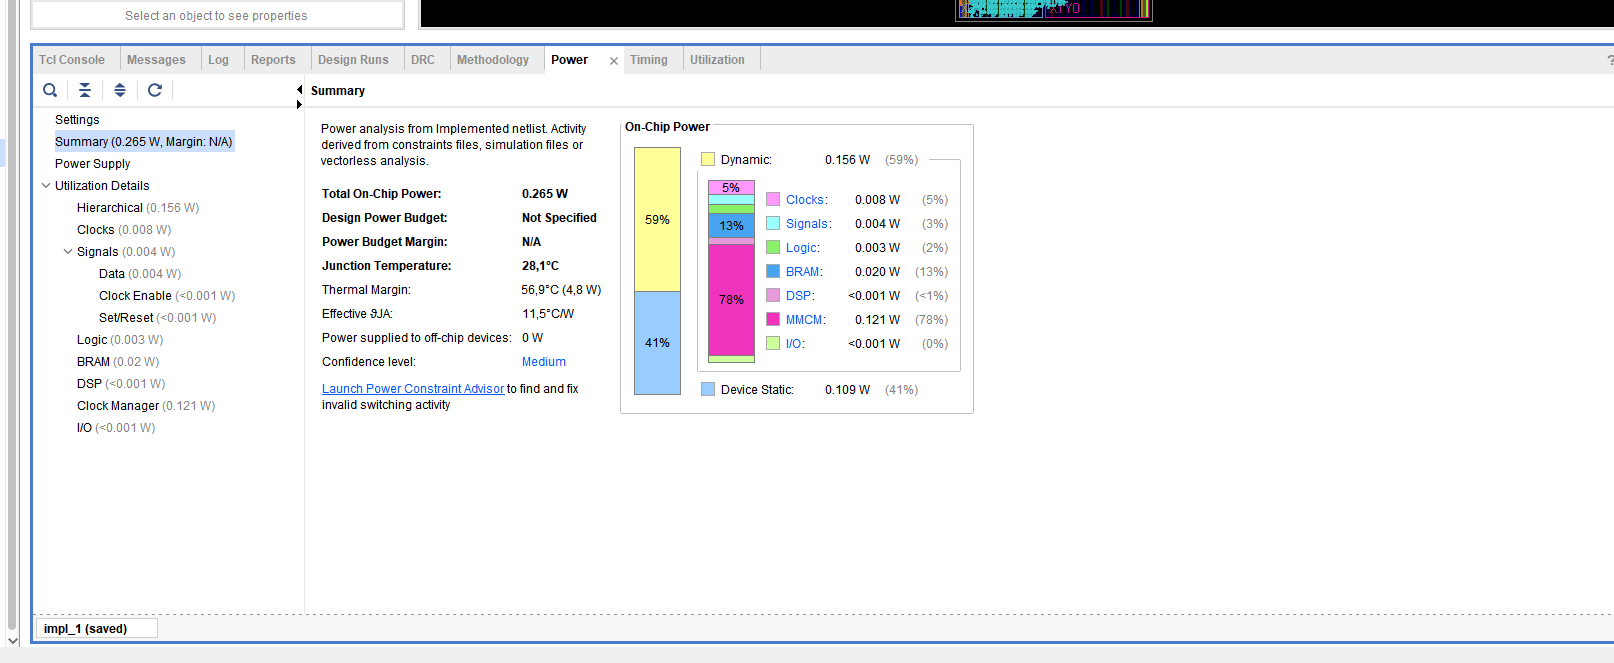 Select an object to see properties
XTY0
Tcl Console Messages Log Reports Design Runs DRC Methodology Power × Timing Utilization ?
Summary
Settings
Summary (0.265 W, Margin: N/A)
Power Supply
Utilization Details
Hierarchical (0.156 W)
Clocks (0.008 W)
Signals (0.004 W)
Data (0.004 W)
Clock Enable (<0.001 W)
Set/Reset (<0.001 W)
Logic (0.003 W)
BRAM (0.02 W)
DSP (<0.001 W)
Clock Manager (0.121 W)
I/O (<0.001 W)
Power analysis from Implemented netlist. Activity
derived from constraints files, simulation files or
vectorless analysis.
Total On-Chip Power: 0.265 W
Design Power Budget: Not Specified
Power Budget Margin: N/A
Junction Temperature: 28,1°C
Thermal Margin: 56,9°C (4,8 W)
Effective ϑJA: 11,5°C/W
Power supplied to off-chip devices: 0 W
Confidence level: Medium
Launch Power Constraint Advisor to find and fix
invalid switching activity
On-Chip Power
59%
41%
Dynamic: 0.156 W (59%)
5%
13%
78%
Clocks: 0.008 W (5%)
Signals: 0.004 W (3%)
Logic: 0.003 W (2%)
BRAM: 0.020 W (13%)
DSP: <0.001 W (<1%)
MMCM: 0.121 W (78%)
I/O: <0.001 W (0%)
Device Static: 0.109 W (41%)
impl_1 (saved)